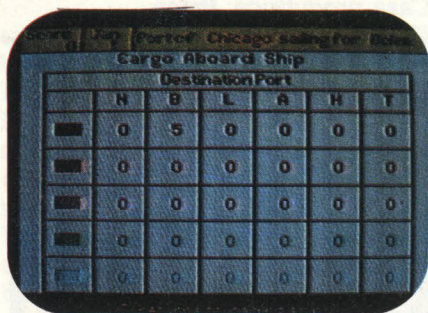 Score Jan Port of Chicago sailing for
0
Cargo Aboard Ship
Destination Port
N B L A H T
0 5 0 0 0 0
0 0 0 0 0 0
0 0 0 0 0 0
0 0 0 0 0 0
0 0 0 0 0 0